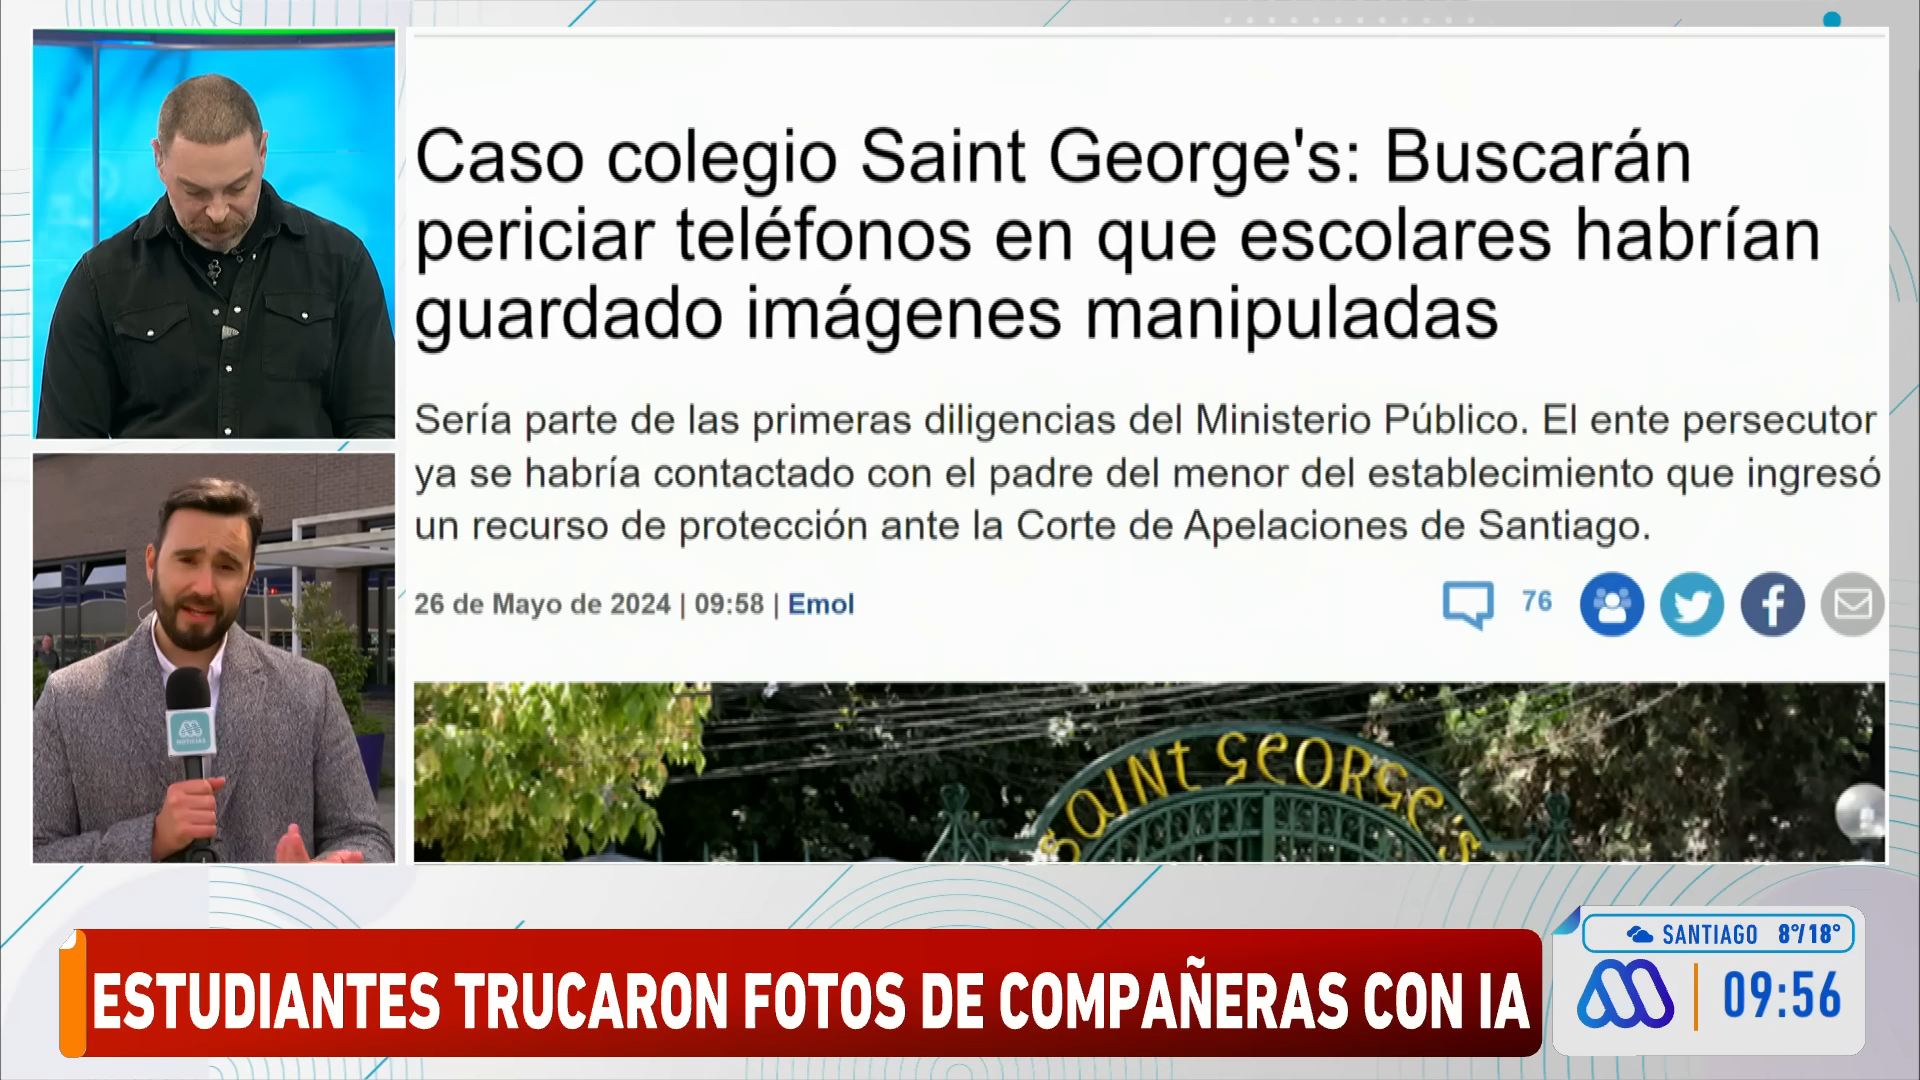 Caso colegio Saint George's: Buscarán
periciar teléfonos en que escolares habrían
guardado imágenes manipuladas
Sería parte de las primeras diligencias del Ministerio Público. El ente persecutor
ya se habría contactado con el padre del menor del establecimiento que ingresó
un recurso de protección ante la Corte de Apelaciones de Santiago.
26 de Mayo de 2024 | 09:58 | Emol
76
SAINT GEORGE'S
NOTICIAS
ESTUDIANTES TRUCARON FOTOS DE COMPAÑERAS CON IA
SANTIAGO 8°/18°
09:56